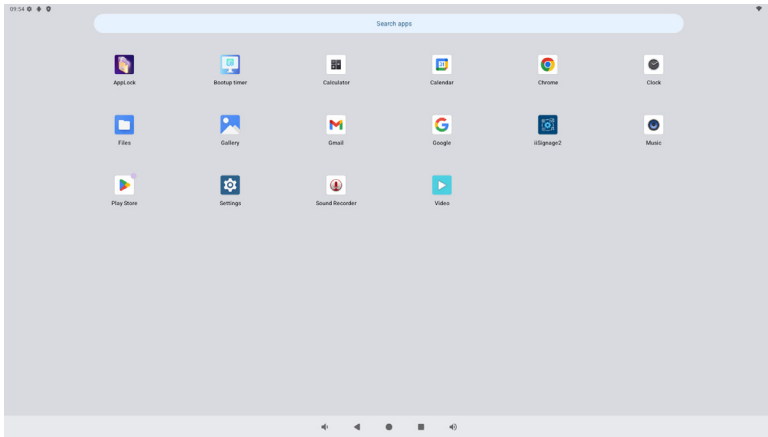 09:54
Search apps
AppLock
Bootup timer
Calculator
Calendar
Chrome
Clock
Files
Gallery
Gmail
Google
iiSignage2
Music
Play Store
Settings
Sound Recorder
Video